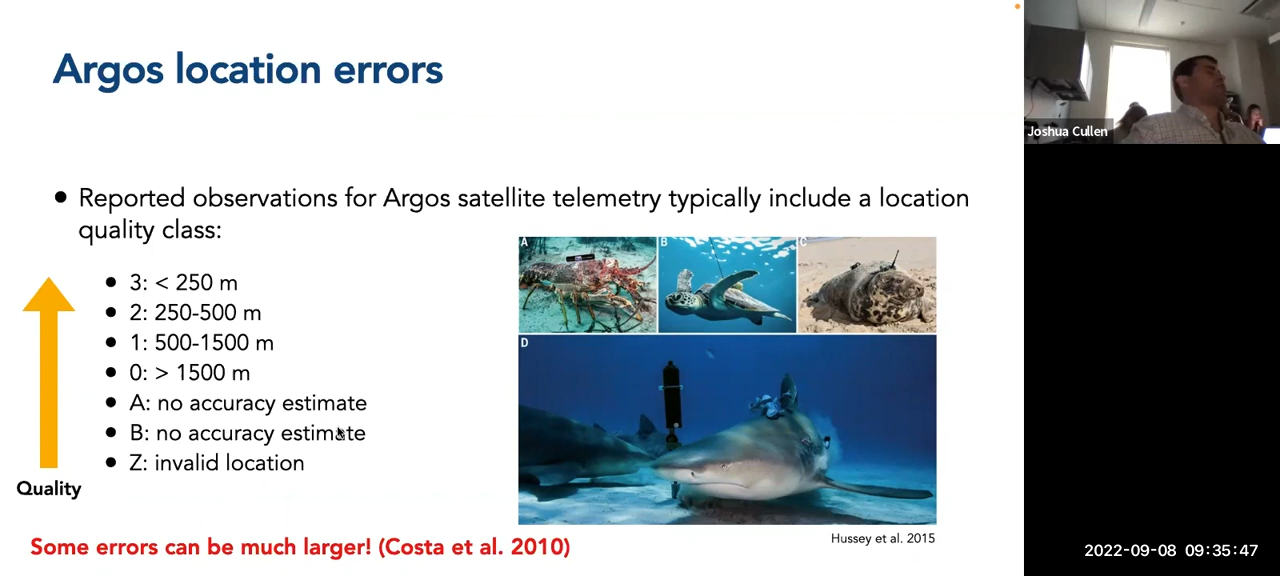 Argos location errors
Joshua Cullen
● Reported observations for Argos satellite telemetry typically include a location
quality class:
● 3: < 250 m
● 2: 250-500 m
● 1: 500-1500 m
● 0: > 1500 m
● A: no accuracy estimate
● B: no accuracy estimate
● Z: invalid location
Quality
A
B
C
D
Hussey et al. 2015
Some errors can be much larger! (Costa et al. 2010)
2022-09-08 09:35:47